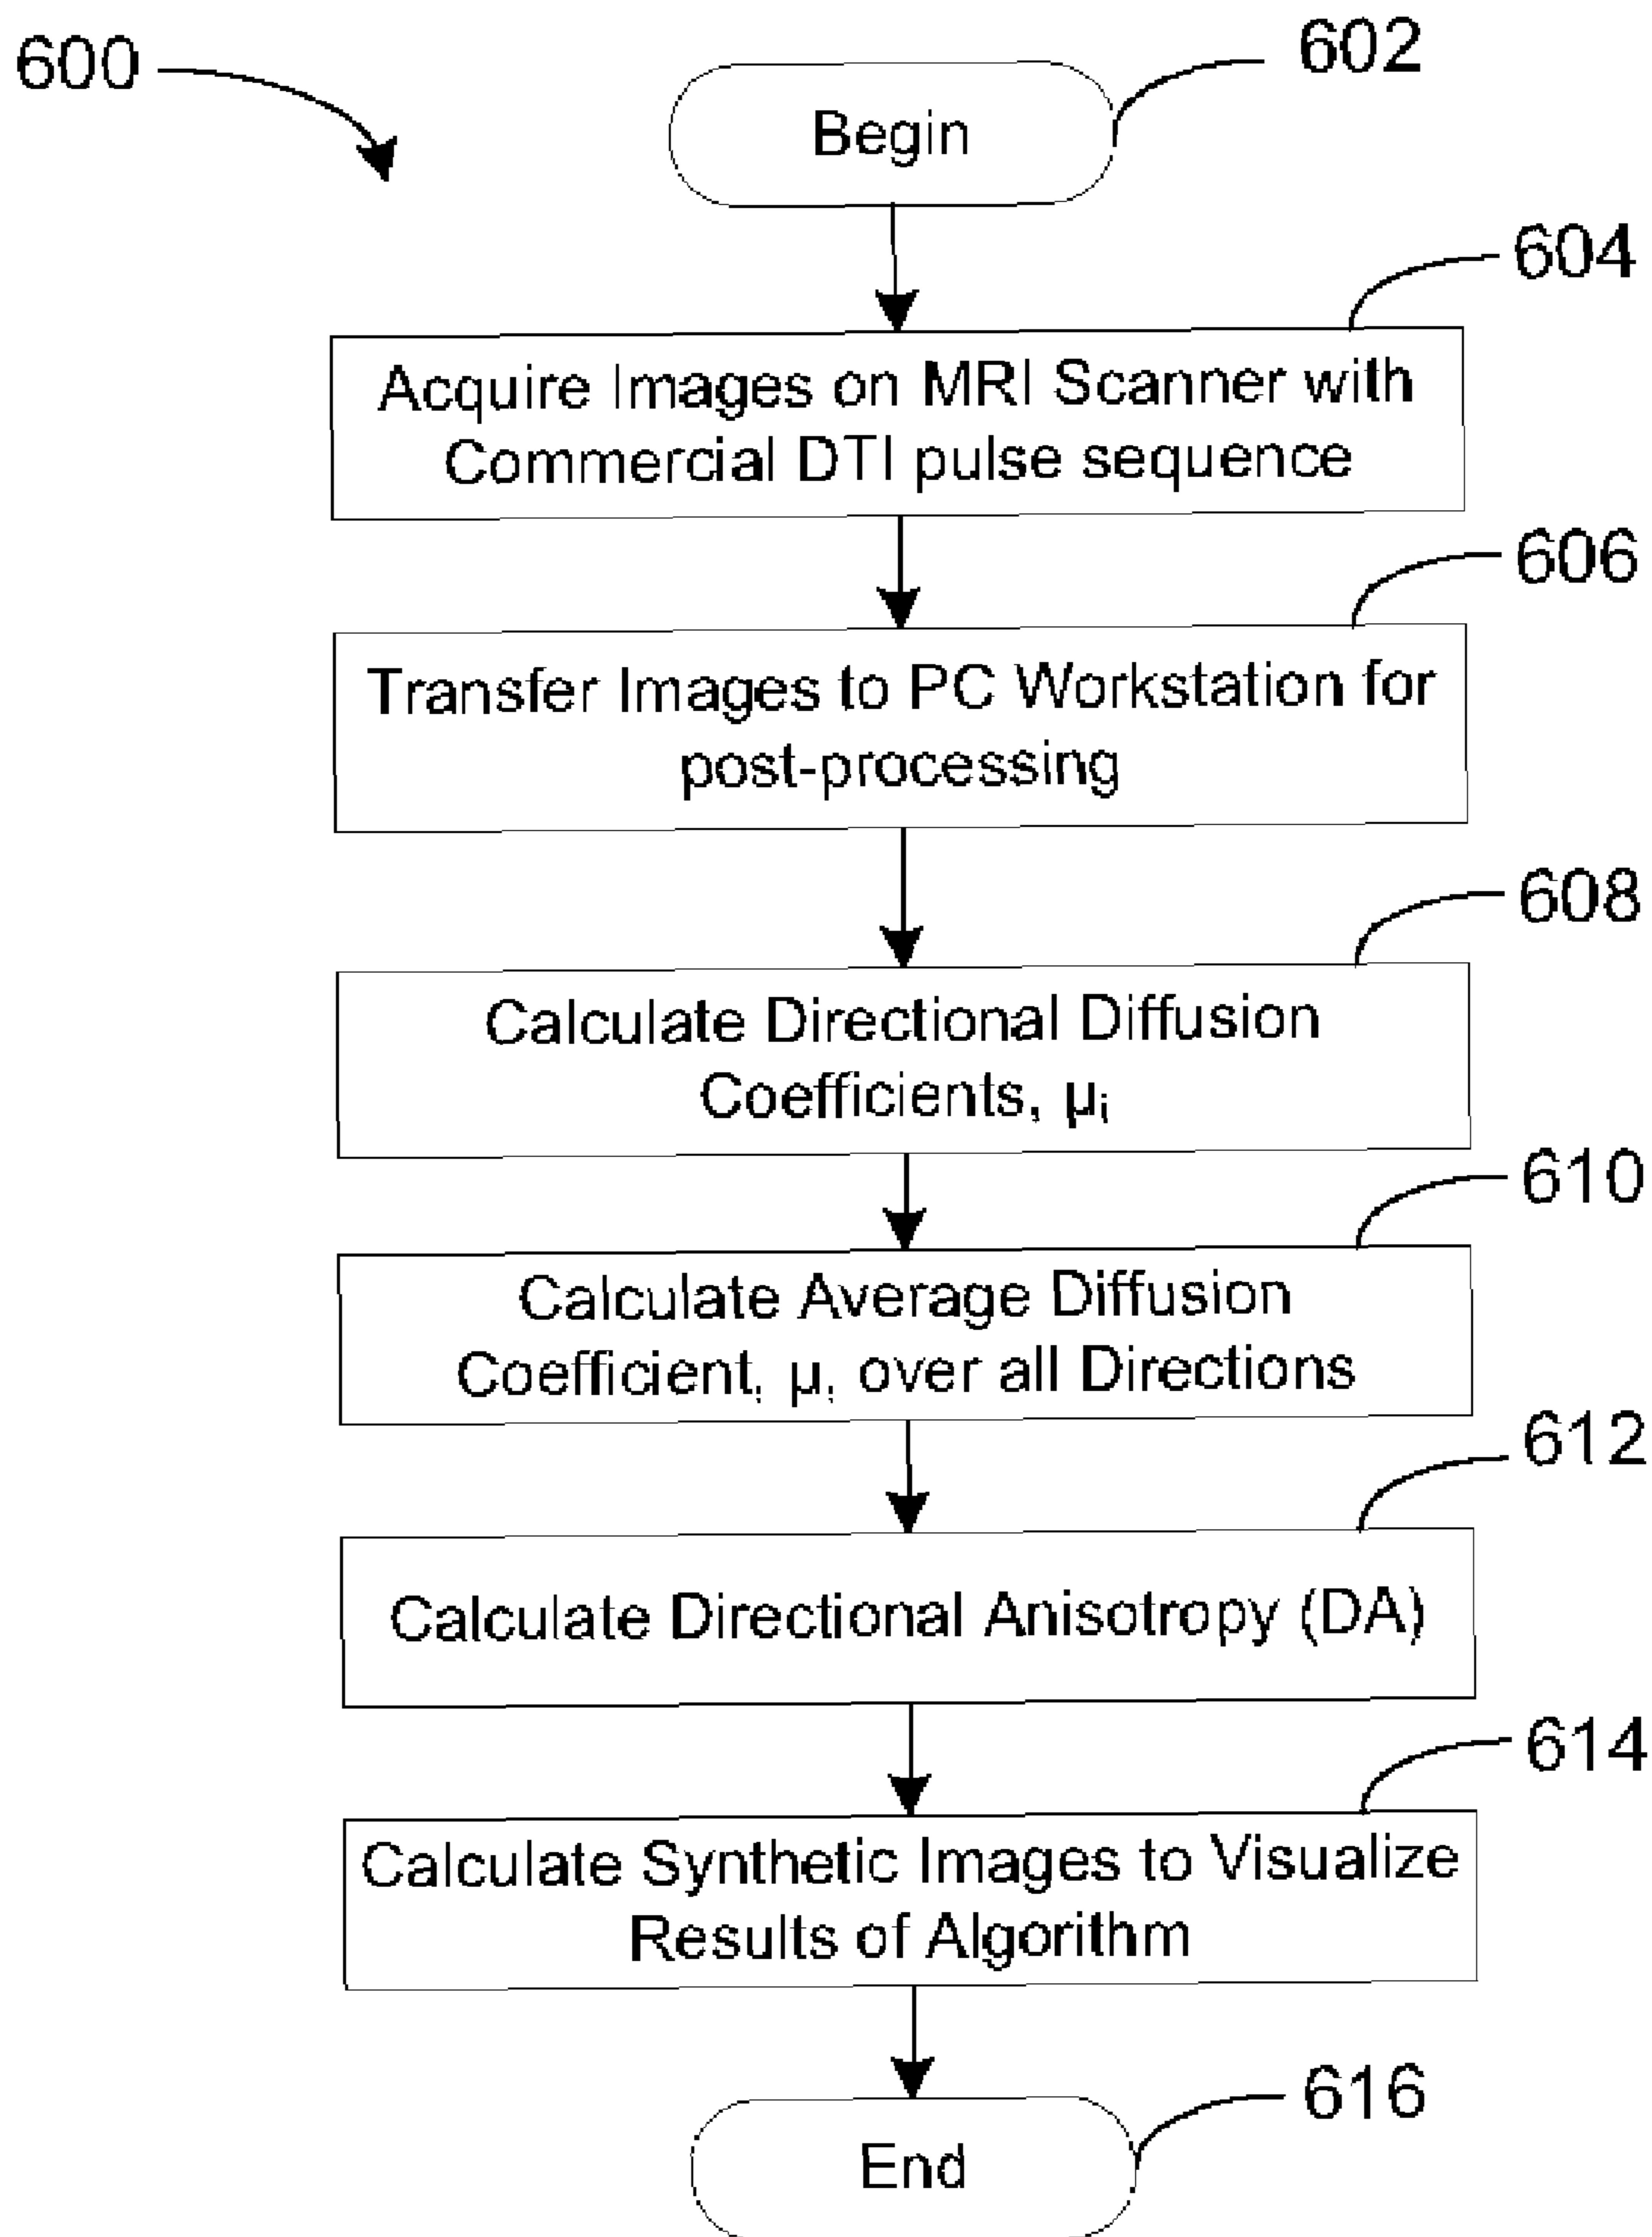 600
602
Begin
604
Acquire Images on MRI Scanner with
Commercial DTI pulse sequence
606
Transfer Images to PC Workstation for
post-processing
608
Calculate Directional Diffusion
Coefficients, μᵢ
610
Calculate Average Diffusion
Coefficient, μ, over all Directions
612
Calculate Directional Anisotropy (DA)
614
Calculate Synthetic Images to Visualize
Results of Algorithm
616
End